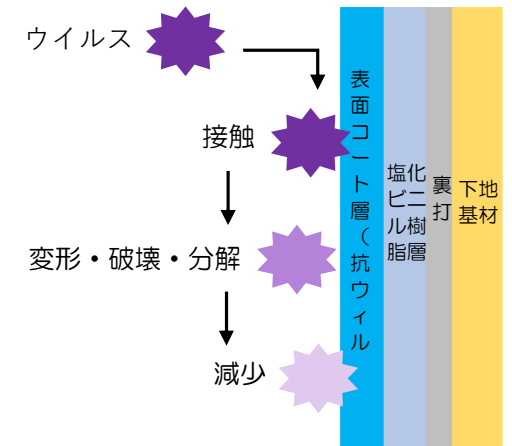 ウイルス
接触
変形・破壊・分解
減少
表面コート層（抗ウィル
塩化
ビニ
ル樹
脂層
裏打
下地
基材